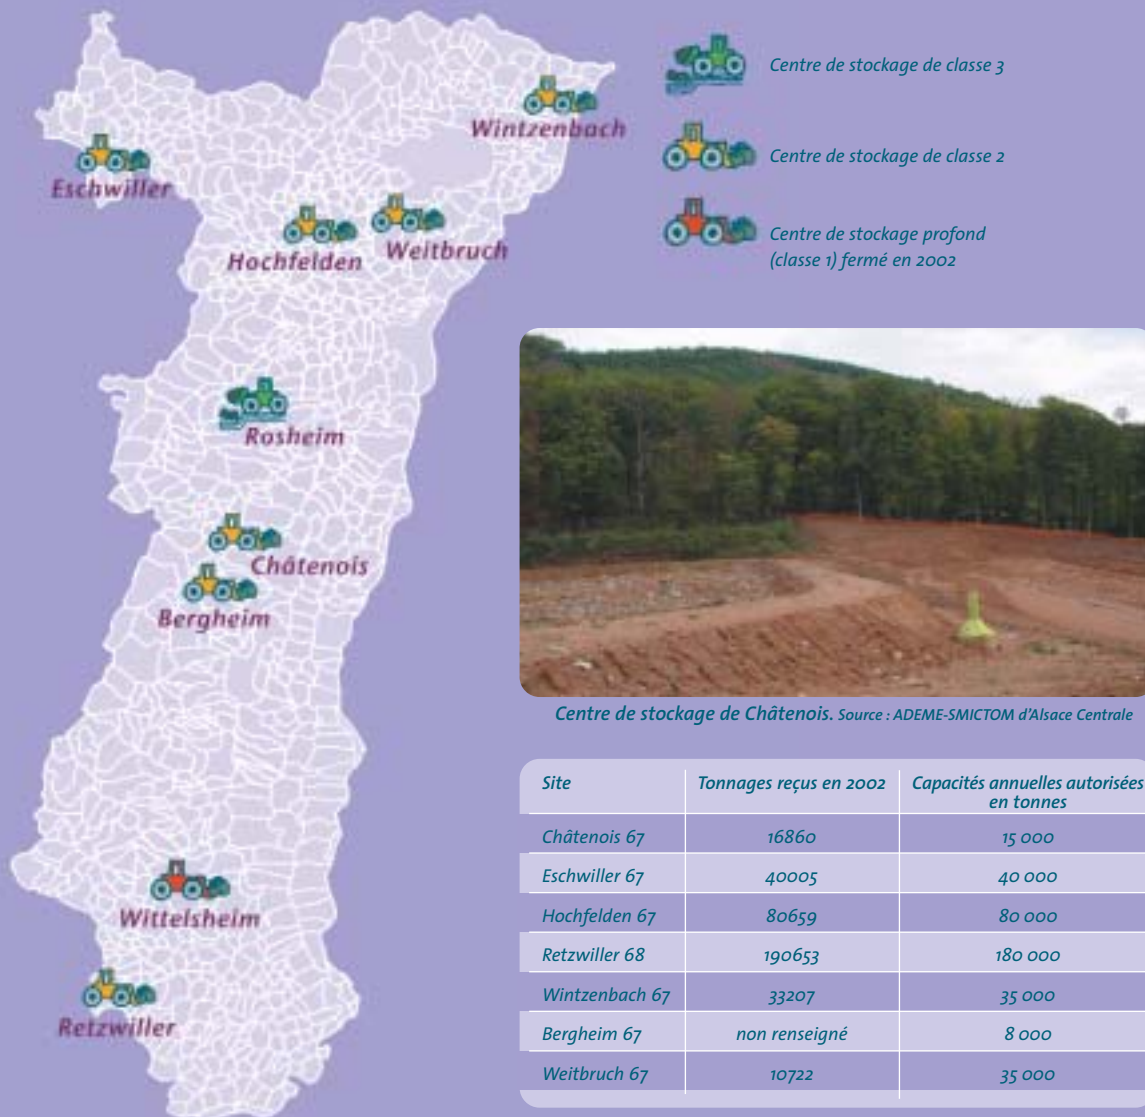 Wintzenbach
Eschwiller
Hochfelden
Weitbruch
Rosheim
Châtenois
Bergheim
Wittelsheim
Retzwiller
Centre de stockage de classe 3
Centre de stockage de classe 2
Centre de stockage profond
(classe 1) fermé en 2002
Centre de stockage de Châtenois. Source : ADEME-SMICTOM d'Alsace Centrale
Site Tonnages reçus en 2002 Capacités annuelles autorisées
en tonnes
Châtenois 67 16860 15 000
Eschwiller 67 40005 40 000
Hochfelden 67 80659 80 000
Retzwiller 68 190653 180 000
Wintzenbach 67 33207 35 000
Bergheim 67 non renseigné 8 000
Weitbruch 67 10722 35 000